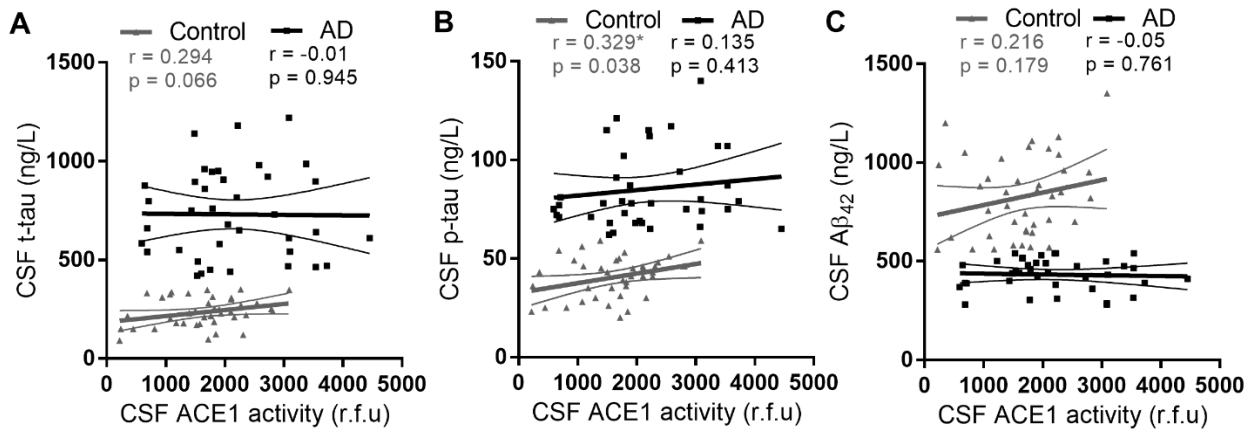 A
Control AD
r = 0.294 r = -0.01
p = 0.066 p = 0.945
1500
1000
500
0
CSF t-tau (ng/L)
0 1000 2000 3000 4000 5000
CSF ACE1 activity (r.f.u)
B
Control AD
r = 0.329* r = 0.135
p = 0.038 p = 0.413
150
100
50
0
CSF p-tau (ng/L)
0 1000 2000 3000 4000 5000
CSF ACE1 activity (r.f.u)
C
Control AD
r = 0.216 r = -0.05
p = 0.179 p = 0.761
1500
1000
500
0
CSF Aβ42 (ng/L)
0 1000 2000 3000 4000 5000
CSF ACE1 activity (r.f.u)